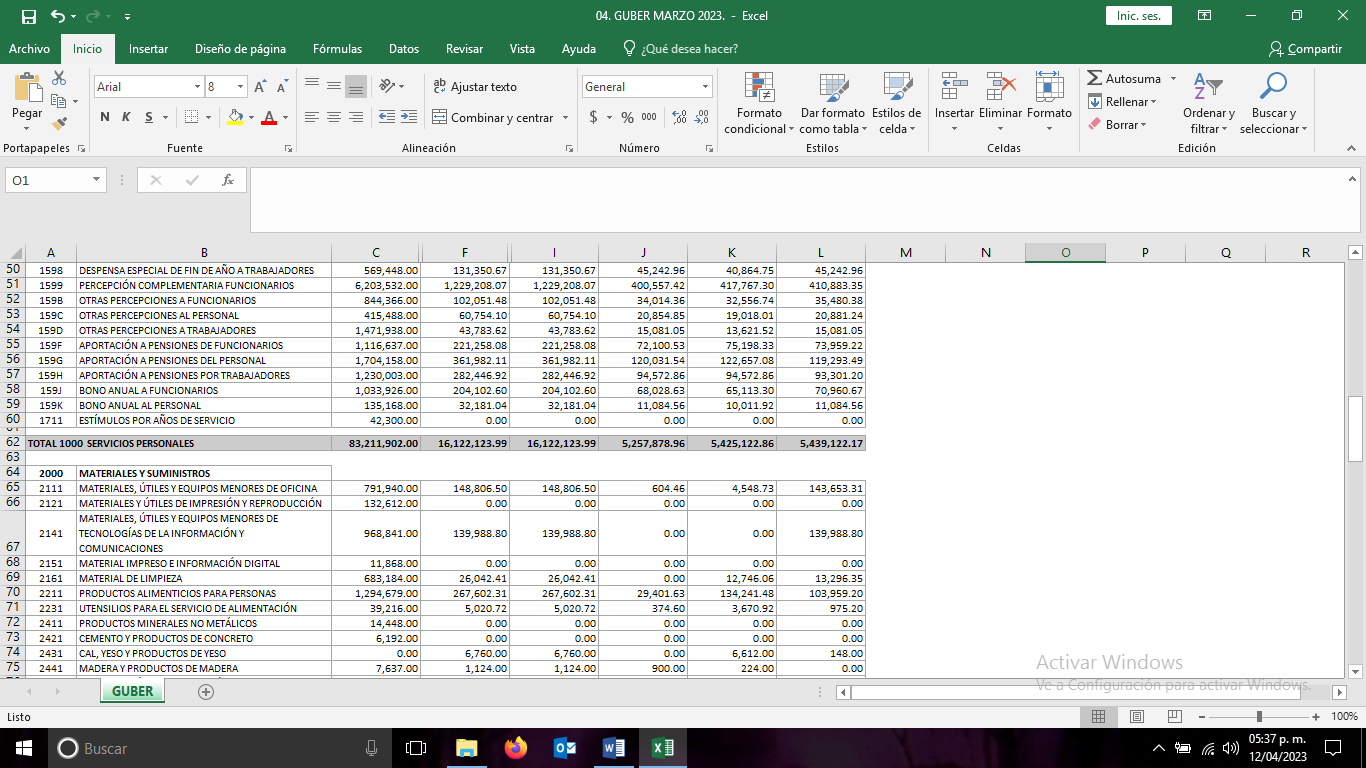 04. GUBER MARZO 2023. - Excel
Inic. ses.
Archivo Inicio Insertar Diseño de página Fórmulas Datos Revisar Vista Ayuda ¿Qué desea hacer? Compartir
Pegar
Arial 8 A A
N K S A
Ajustar texto
Combinar y centrar
General
$ % 000
Formato condicional
Dar formato como tabla
Estilos de celda
Insertar Eliminar Formato
Autosuma
Rellenar
Borrar
Ordenar y filtrar
Buscar y seleccionar
Portapapeles Fuente Alineación Número Estilos Celdas Edición
O1 fx
A B C F I J K L M N O P Q R
50 1598 DESPENSA ESPECIAL DE FIN DE AÑO A TRABAJADORES 569,448.00 131,350.67 131,350.67 45,242.96 40,864.75 45,242.96
51 1599 PERCEPCIÓN COMPLEMENTARIA FUNCIONARIOS 6,203,532.00 1,229,208.07 1,229,208.07 400,557.42 417,767.30 410,883.35
52 159B OTRAS PERCEPCIONES A FUNCIONARIOS 844,366.00 102,051.48 102,051.48 34,014.36 32,556.74 35,480.38
53 159C OTRAS PERCEPCIONES AL PERSONAL 415,488.00 60,754.10 60,754.10 20,854.85 19,018.01 20,881.24
54 159D OTRAS PERCEPCIONES A TRABAJADORES 1,471,938.00 43,783.62 43,783.62 15,081.05 13,621.52 15,081.05
55 159F APORTACIÓN A PENSIONES DE FUNCIONARIOS 1,116,637.00 221,258.08 221,258.08 72,100.53 75,198.33 73,959.22
56 159G APORTACIÓN A PENSIONES DEL PERSONAL 1,704,158.00 361,982.11 361,982.11 120,031.54 122,657.08 119,293.49
57 159H APORTACIÓN A PENSIONES POR TRABAJADORES 1,230,003.00 282,446.92 282,446.92 94,572.86 94,572.86 93,301.20
58 159J BONO ANUAL A FUNCIONARIOS 1,033,926.00 204,102.60 204,102.60 68,028.63 65,113.30 70,960.67
59 159K BONO ANUAL AL PERSONAL 135,168.00 32,181.04 32,181.04 11,084.56 10,011.92 11,084.56
60 1711 ESTÍMULOS POR AÑOS DE SERVICIO 42,300.00 0.00 0.00 0.00 0.00 0.00
62 TOTAL 1000 SERVICIOS PERSONALES 83,211,902.00 16,122,123.99 16,122,123.99 5,257,878.96 5,425,122.86 5,439,122.17
63
64 2000 MATERIALES Y SUMINISTROS
65 2111 MATERIALES, ÚTILES Y EQUIPOS MENORES DE OFICINA 791,940.00 148,806.50 148,806.50 604.46 4,548.73 143,653.31
66 2121 MATERIALES Y ÚTILES DE IMPRESIÓN Y REPRODUCCIÓN 132,612.00 0.00 0.00 0.00 0.00 0.00
MATERIALES, ÚTILES Y EQUIPOS MENORES DE
67 2141 TECNOLOGÍAS DE LA INFORMACIÓN Y 968,841.00 139,988.80 139,988.80 0.00 0.00 139,988.80
COMUNICACIONES
68 2151 MATERIAL IMPRESO E INFORMACIÓN DIGITAL 11,868.00 0.00 0.00 0.00 0.00 0.00
69 2161 MATERIAL DE LIMPIEZA 683,184.00 26,042.41 26,042.41 0.00 12,746.06 13,296.35
70 2211 PRODUCTOS ALIMENTICIOS PARA PERSONAS 1,294,679.00 267,602.31 267,602.31 29,401.63 134,241.48 103,959.20
71 2231 UTENSILIOS PARA EL SERVICIO DE ALIMENTACIÓN 39,216.00 5,020.72 5,020.72 374.60 3,670.92 975.20
72 2411 PRODUCTOS MINERALES NO METÁLICOS 14,448.00 0.00 0.00 0.00 0.00 0.00
73 2421 CEMENTO Y PRODUCTOS DE CONCRETO 6,192.00 0.00 0.00 0.00 0.00 0.00
74 2431 CAL, YESO Y PRODUCTOS DE YESO 0.00 6,760.00 6,760.00 0.00 6,612.00 148.00
75 2441 MADERA Y PRODUCTOS DE MADERA 7,637.00 1,124.00 1,124.00 900.00 224.00 0.00
Activar Windows
Ve a Configuración para activar Windows.
GUBER
Listo 100%
Buscar
05:37 p. m.
12/04/2023